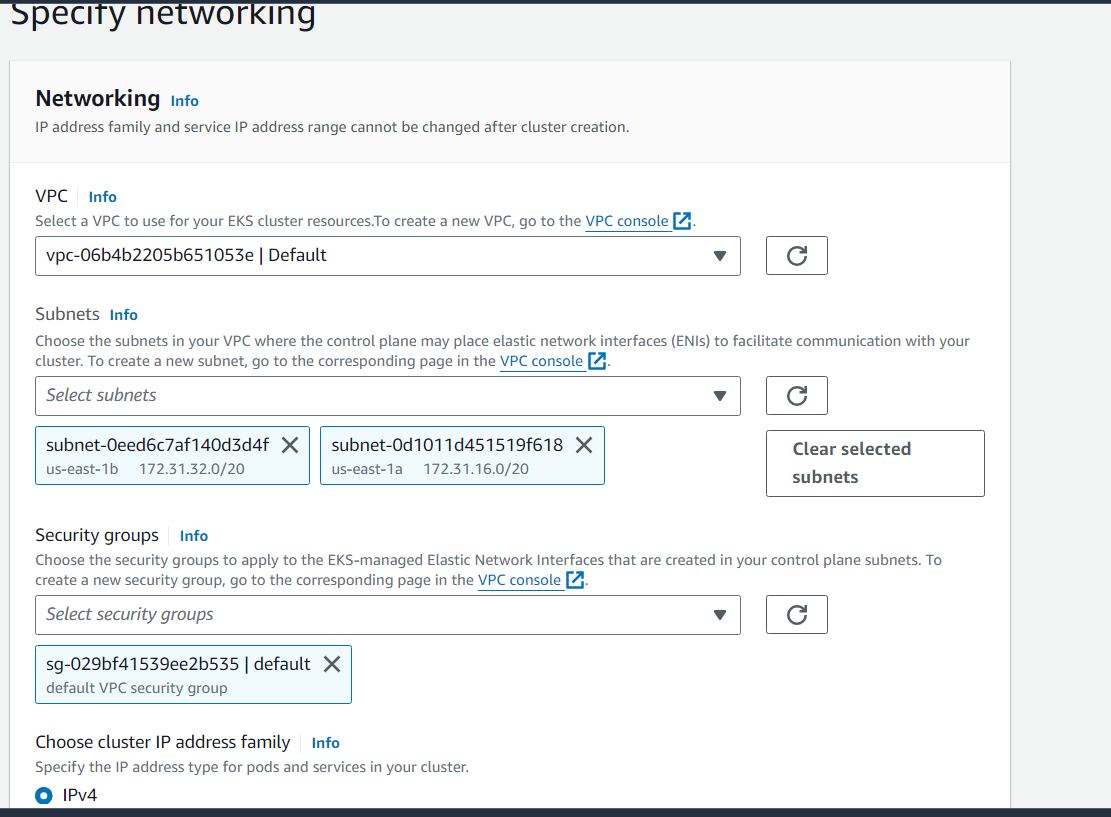 Specify networking
Networking Info
IP address family and service IP address range cannot be changed after cluster creation.
VPC Info
Select a VPC to use for your EKS cluster resources.To create a new VPC, go to the VPC console.
vpc-06b4b2205b651053e | Default
Subnets Info
Choose the subnets in your VPC where the control plane may place elastic network interfaces (ENIs) to facilitate communication with your
cluster. To create a new subnet, go to the corresponding page in the VPC console.
Select subnets
subnet-0eed6c7af140d3d4f
us-east-1b 172.31.32.0/20
subnet-0d1011d451519f618
us-east-1a 172.31.16.0/20
Clear selected
subnets
Security groups Info
Choose the security groups to apply to the EKS-managed Elastic Network Interfaces that are created in your control plane subnets. To
create a new security group, go to the corresponding page in the VPC console.
Select security groups
sg-029bf41539ee2b535 | default
default VPC security group
Choose cluster IP address family Info
Specify the IP address type for pods and services in your cluster.
IPv4